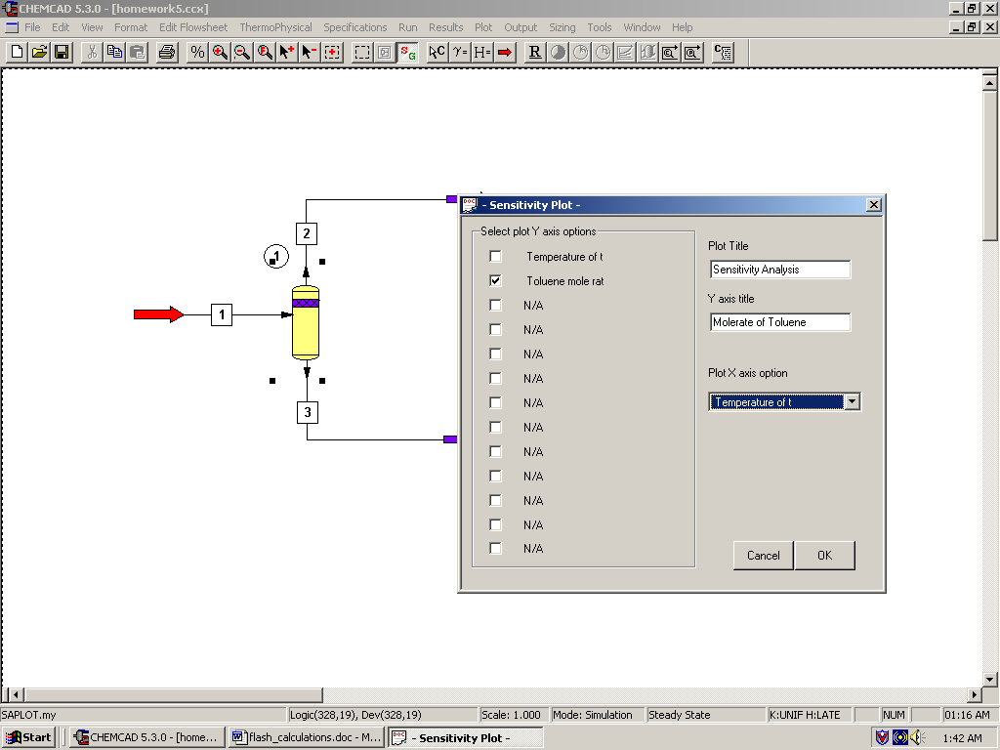 CHEMCAD 5.3.0 - [homework5.ccx]
File Edit View Format Edit Flowsheet ThermoPhysical Specifications Run Results Plot Output Sizing Tools Window Help
% S G C γ= H= R C
2
1
1
3
- Sensitivity Plot -
Select plot Y axis options
Temperature of t
Toluene mole rat
N/A
N/A
N/A
N/A
N/A
N/A
N/A
N/A
N/A
N/A
N/A
Plot Title
Sensitivity Analysis
Y axis title
Molerate of Toluene
Plot X axis option
Temperature of t
Cancel OK
SAPLOT.my Logic(328,19), Dev(328,19) Scale: 1.000 Mode: Simulation Steady State K:UNIF H:LATE NUM 01:16 AM
Start CHEMCAD 5.3.0 - [home... flash_calculations.doc - M... - Sensitivity Plot - 1:42 AM